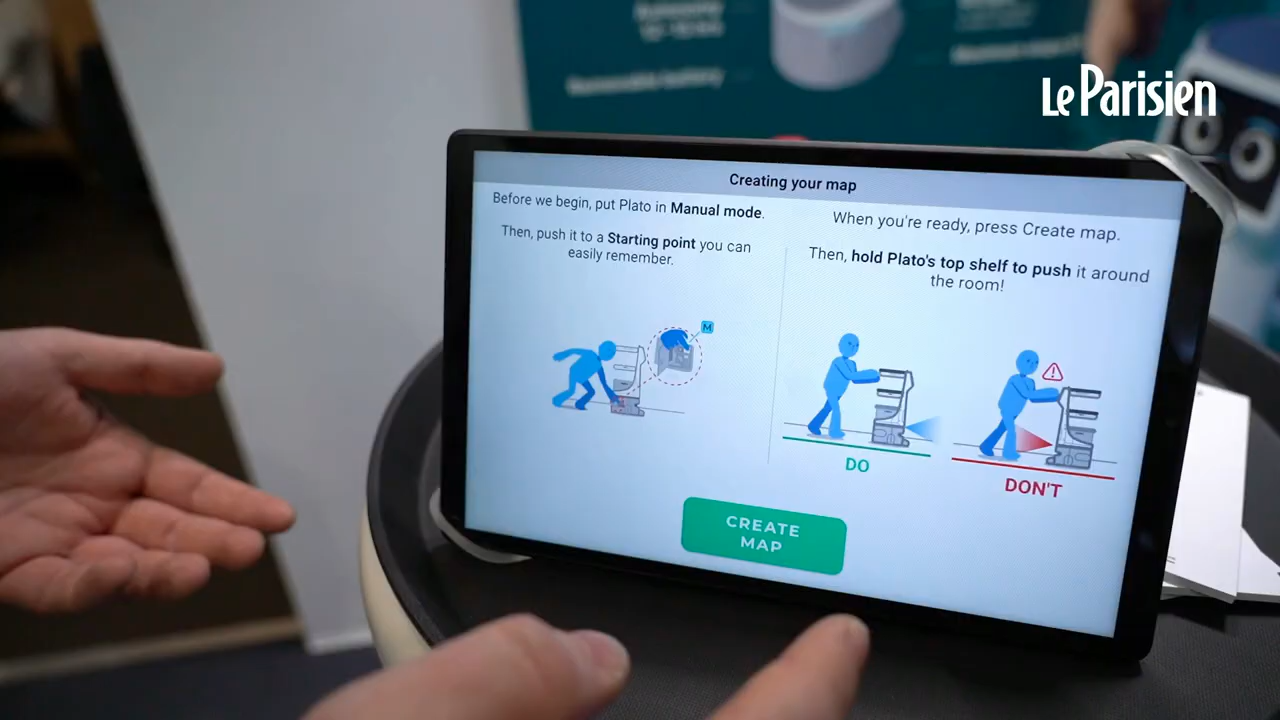 Le Parisien
Removable battery
Creating your map
Before we begin, put Plato in Manual mode.
Then, push it to a Starting point you can
easily remember.
M
When you're ready, press Create map.
Then, hold Plato's top shelf to push it around
the room!
DO
DON'T
CREATE
MAP